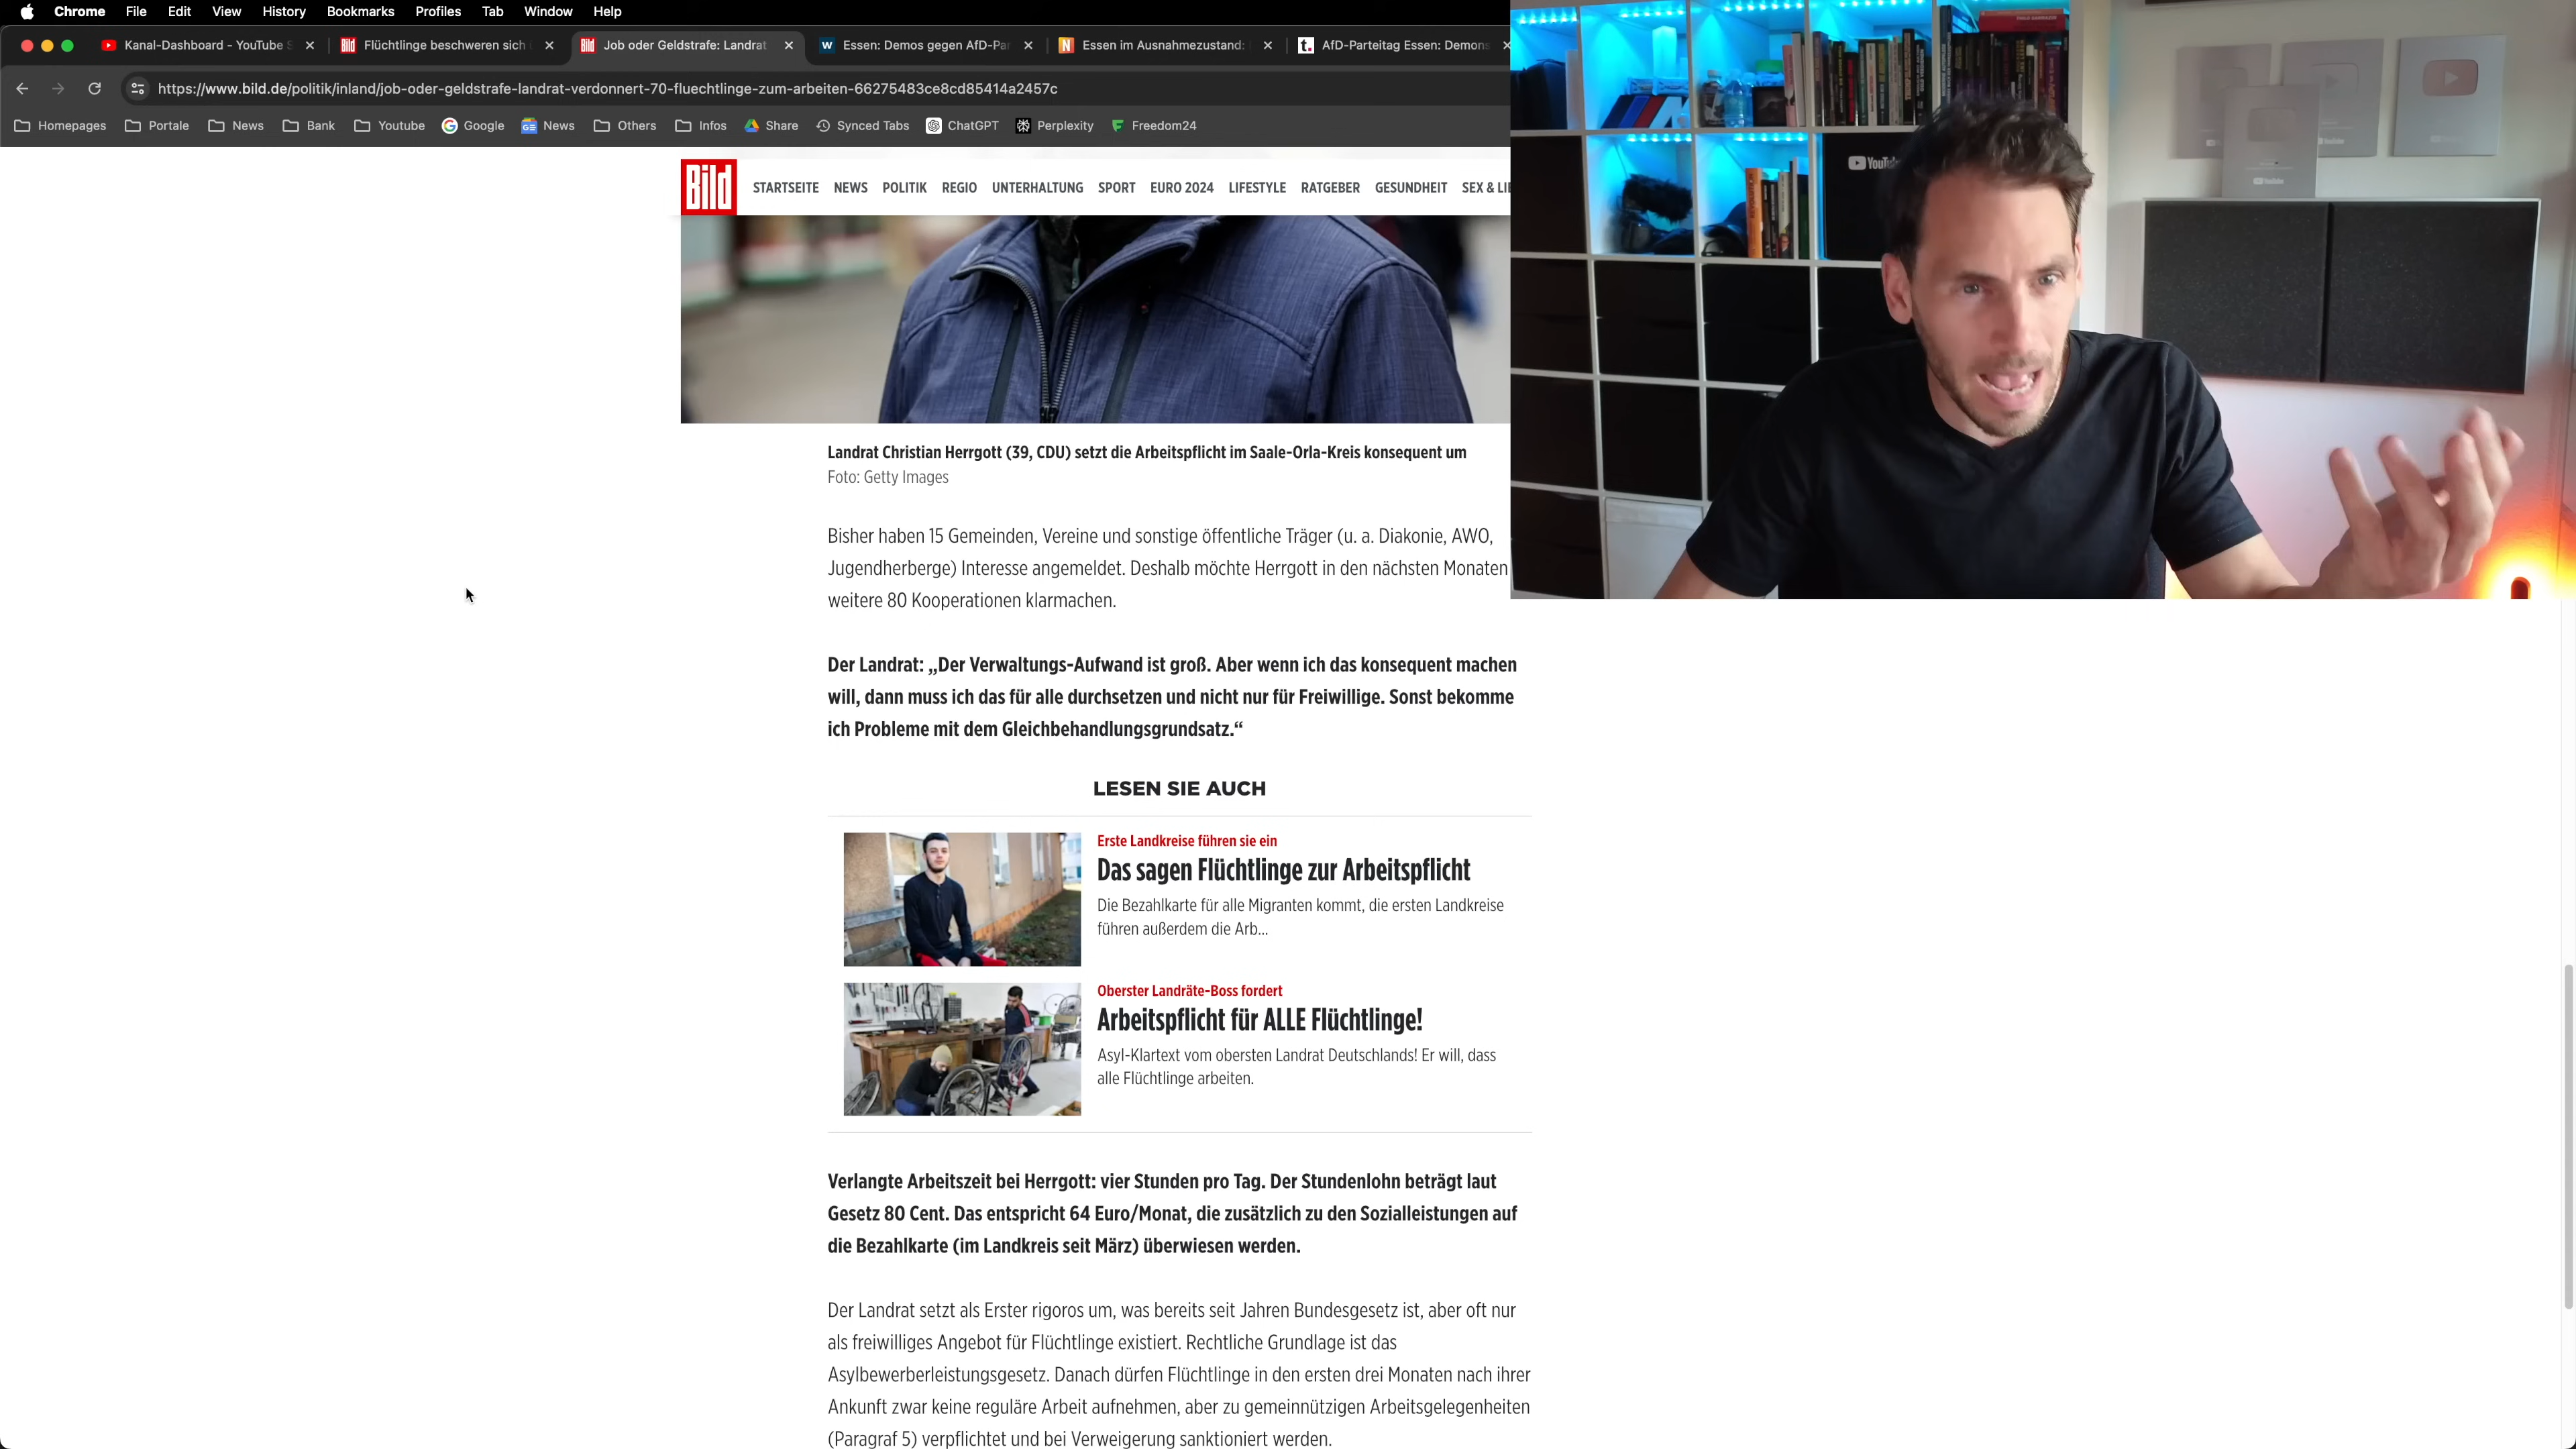 Chrome File Edit View History Bookmarks Profiles Tab Window Help
Kanal-Dashboard - YouTube S Flüchtlinge beschweren sich Job oder Geldstrafe: Landrat Essen: Demos gegen AfD-Par Essen im Ausnahmezustand: AfD-Parteitag Essen: Demons
https://www.bild.de/politik/inland/job-oder-geldstrafe-landrat-verdonnert-70-fluechtlinge-zum-arbeiten-66275483ce8cd85414a2457c
Homepages Portale News Bank Youtube Google News Others Infos Share Synced Tabs ChatGPT Perplexity Freedom24
Bild STARTSEITE NEWS POLITIK REGIO UNTERHALTUNG SPORT EURO 2024 LIFESTYLE RATGEBER GESUNDHEIT SEX & LI
YouTu
YouTube
Landrat Christian Herrgott (39, CDU) setzt die Arbeitspflicht im Saale-Orla-Kreis konsequent um
Foto: Getty Images
Bisher haben 15 Gemeinden, Vereine und sonstige öffentliche Träger (u. a. Diakonie, AWO,
Jugendherberge) Interesse angemeldet. Deshalb möchte Herrgott in den nächsten Monaten
weitere 80 Kooperationen klarmachen.
Der Landrat: „Der Verwaltungs-Aufwand ist groß. Aber wenn ich das konsequent machen
will, dann muss ich das für alle durchsetzen und nicht nur für Freiwillige. Sonst bekomme
ich Probleme mit dem Gleichbehandlungsgrundsatz.“
LESEN SIE AUCH
Erste Landkreise führen sie ein
Das sagen Flüchtlinge zur Arbeitspflicht
Die Bezahlkarte für alle Migranten kommt, die ersten Landkreise
führen außerdem die Arb...
Oberster Landräte-Boss fordert
Arbeitspflicht für ALLE Flüchtlinge!
Asyl-Klartext vom obersten Landrat Deutschlands! Er will, dass
alle Flüchtlinge arbeiten.
Verlangte Arbeitszeit bei Herrgott: vier Stunden pro Tag. Der Stundenlohn beträgt laut
Gesetz 80 Cent. Das entspricht 64 Euro/Monat, die zusätzlich zu den Sozialleistungen auf
die Bezahlkarte (im Landkreis seit März) überwiesen werden.
Der Landrat setzt als Erster rigoros um, was bereits seit Jahren Bundesgesetz ist, aber oft nur
als freiwilliges Angebot für Flüchtlinge existiert. Rechtliche Grundlage ist das
Asylbewerberleistungsgesetz. Danach dürfen Flüchtlinge in den ersten drei Monaten nach ihrer
Ankunft zwar keine reguläre Arbeit aufnehmen, aber zu gemeinnützigen Arbeitsgelegenheiten
(Paragraf 5) verpflichtet und bei Verweigerung sanktioniert werden.